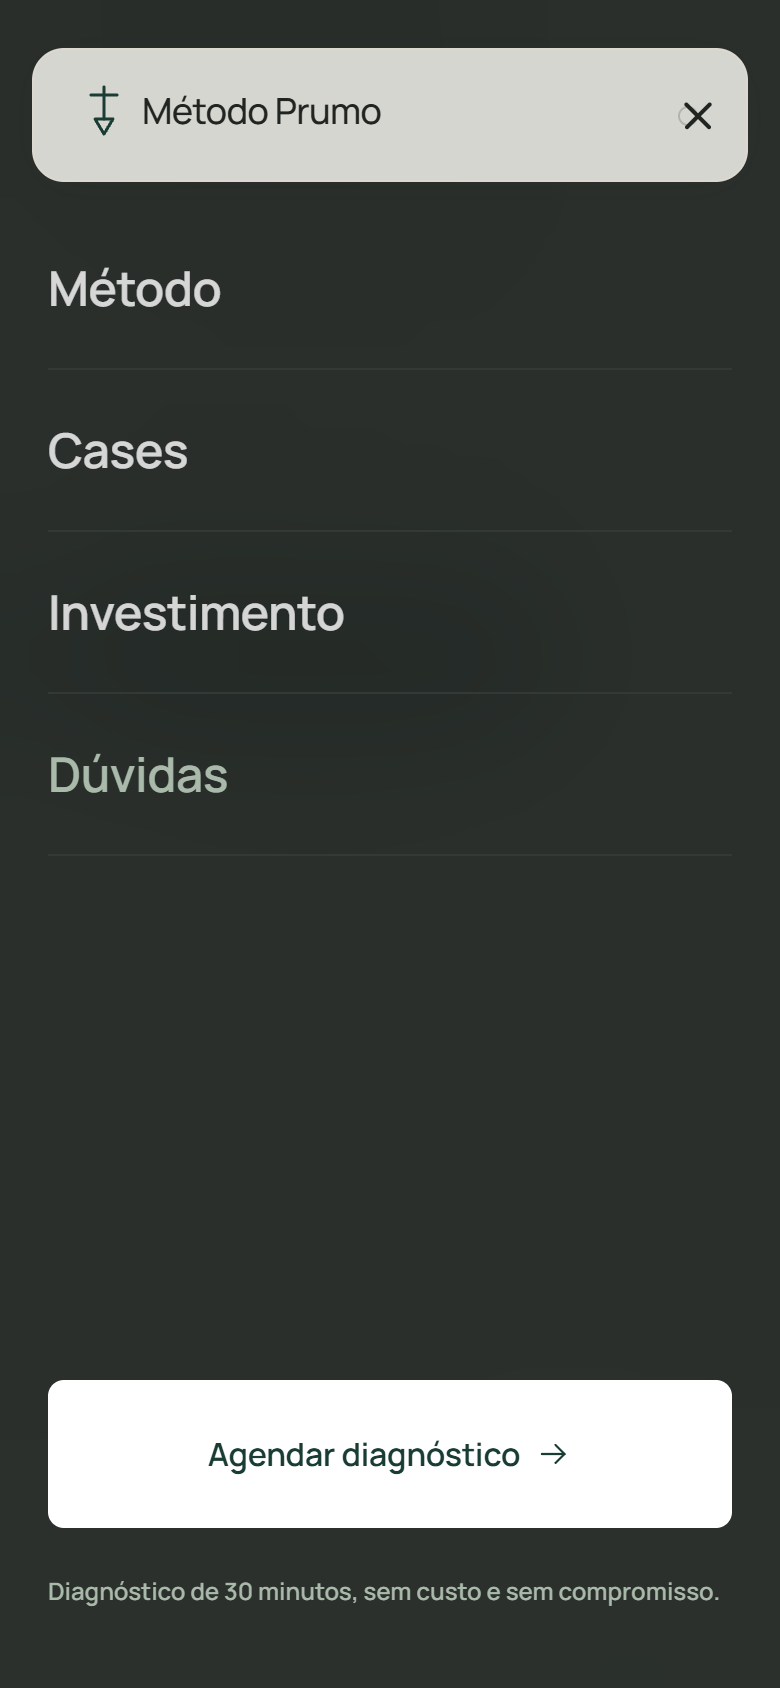 Método Prumo
Método
Cases
Investimento
Dúvidas
Agendar diagnóstico →
Diagnóstico de 30 minutos, sem custo e sem compromisso.